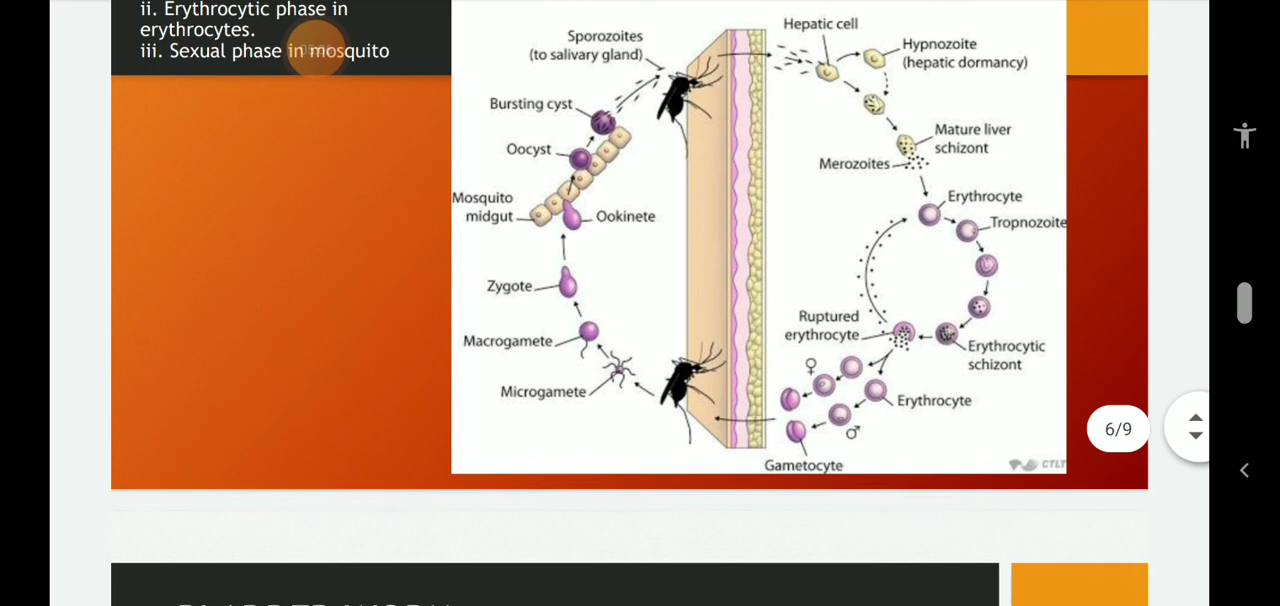 ii. Erythrocytic phase in
erythrocytes.
iii. Sexual phase in mosquito
Hepatic cell
Sporozoites
(to salivary gland)
Hypnozoite
(hepatic dormancy)
Bursting cyst
Mature liver
schizont
Oocyst
Merozoites
Mosquito
midgut
Ookinete
Erythrocyte
Tropnozoite
Zygote
Ruptured
erythrocyte
Macrogamete
Erythrocytic
schizont
Microgamete
♀
Erythrocyte
♂
Gametocyte
CTLT
6/9